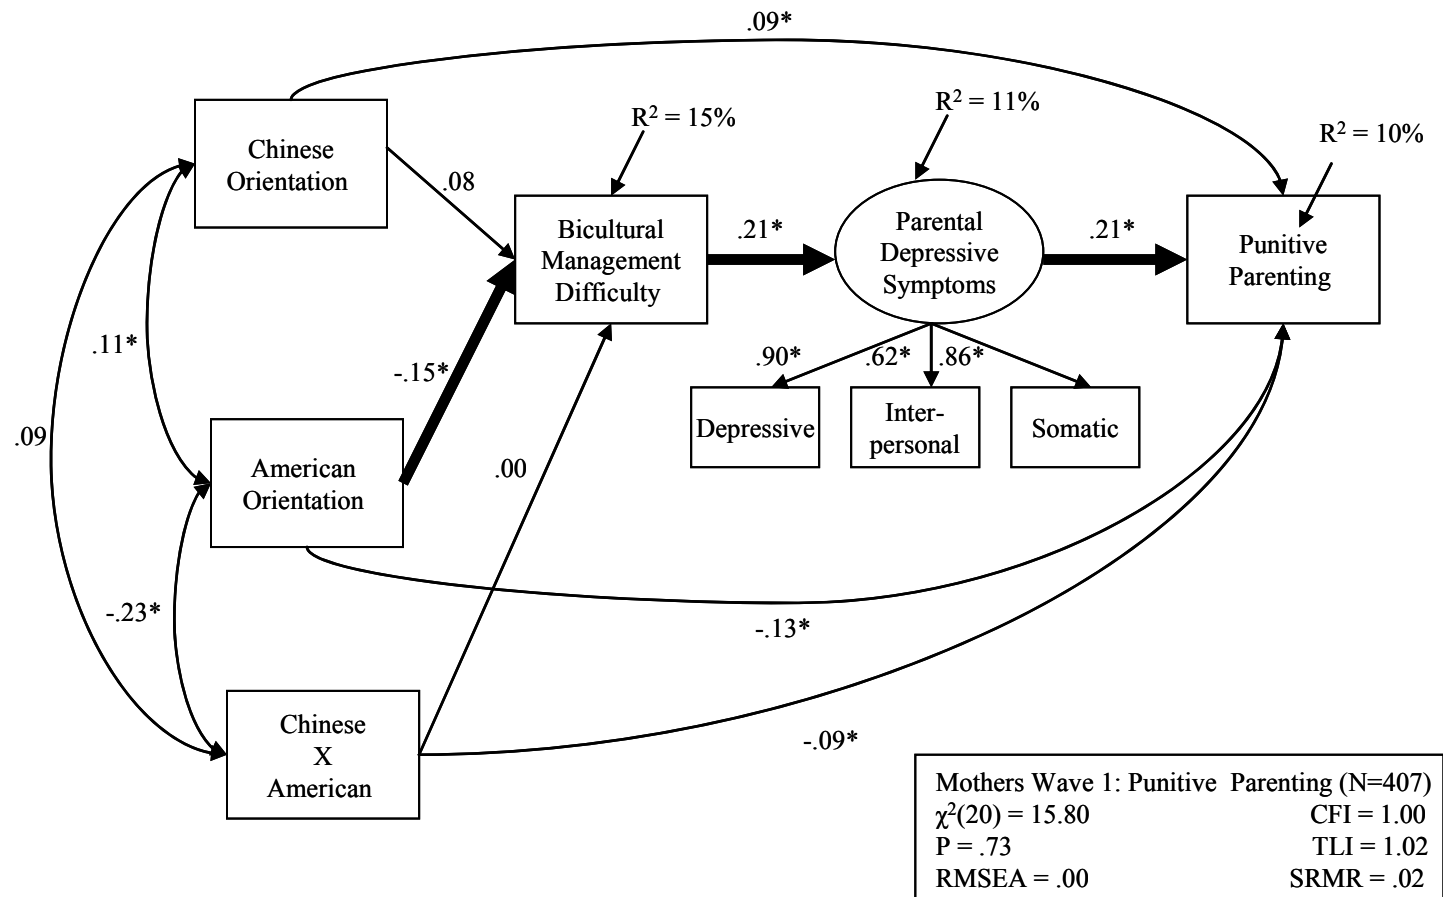 .09*
R² = 15%
R² = 11%
R² = 10%
Chinese
Orientation
.08
Bicultural
Management
Difficulty
.21*
Parental
Depressive
Symptoms
.21*
Punitive
Parenting
.11*
-.15*
.90*
.62*
.86*
Depressive
Inter-
personal
Somatic
.09
American
Orientation
.00
-.23*
-.13*
Chinese
X
American
-.09*
Mothers Wave 1: Punitive Parenting (N=407)
χ²(20) = 15.80 CFI = 1.00
P = .73 TLI = 1.02
RMSEA = .00 SRMR = .02